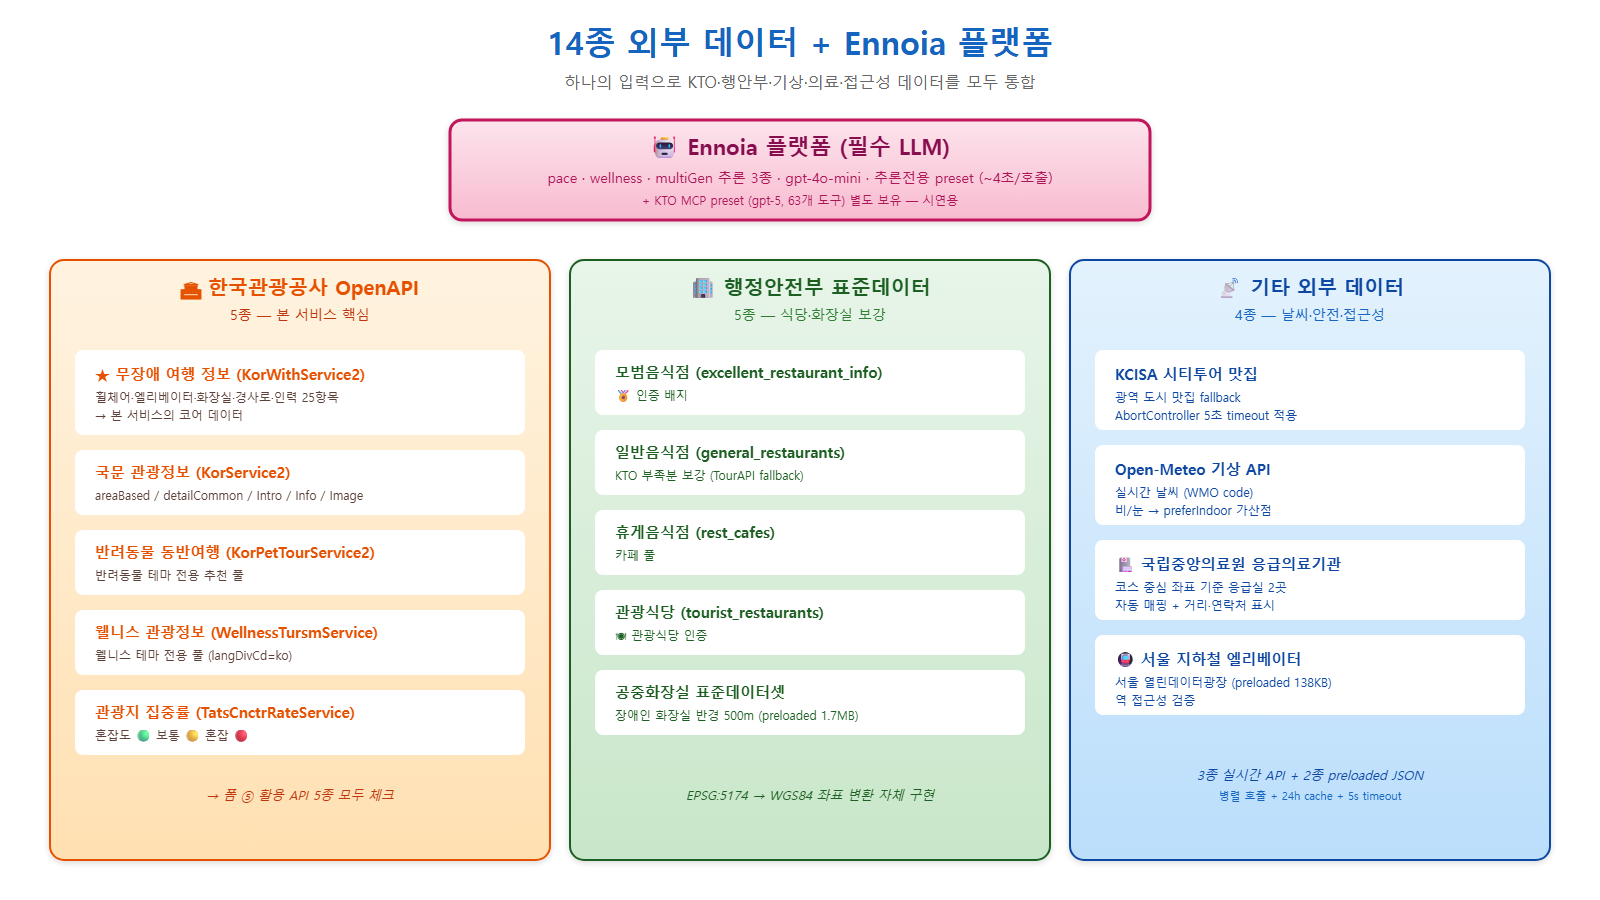 14종 외부 데이터 + Ennoia 플랫폼
하나의 입력으로 KTO·행안부·기상·의료·접근성 데이터를 모두 통합
Ennoia 플랫폼 (필수 LLM)
pace · wellness · multiGen 추론 3종 · gpt-4o-mini · 추론전용 preset (~4초/호출)
+ KTO MCP preset (gpt-5, 63개 도구) 별도 보유 — 시연용
한국관광공사 OpenAPI
5종 — 본 서비스 핵심
★ 무장애 여행 정보 (KorWithService2)
휠체어·엘리베이터·화장실·경사로·인력 25항목
→ 본 서비스의 코어 데이터
국문 관광정보 (KorService2)
areaBased / detailCommon / Intro / Info / Image
반려동물 동반여행 (KorPetTourService2)
반려동물 테마 전용 추천 풀
웰니스 관광정보 (WellnessTursmService)
웰니스 테마 전용 풀 (langDivCd=ko)
관광지 집중률 (TatsCnctrRateService)
혼잡도 🟢 보통 🟡 혼잡 🔴
→ 폼 ⑤ 활용 API 5종 모두 체크
행정안전부 표준데이터
5종 — 식당·화장실 보강
모범음식점 (excellent_restaurant_info)
🏅 인증 배지
일반음식점 (general_restaurants)
KTO 부족분 보강 (TourAPI fallback)
휴게음식점 (rest_cafes)
카페 풀
관광식당 (tourist_restaurants)
🍽 관광식당 인증
공중화장실 표준데이터셋
장애인 화장실 반경 500m (preloaded 1.7MB)
EPSG:5174 → WGS84 좌표 변환 자체 구현
기타 외부 데이터
4종 — 날씨·안전·접근성
KCISA 시티투어 맛집
광역 도시 맛집 fallback
AbortController 5초 timeout 적용
Open-Meteo 기상 API
실시간 날씨 (WMO code)
비/눈 → preferIndoor 가산점
국립중앙의료원 응급의료기관
코스 중심 좌표 기준 응급실 2곳
자동 매핑 + 거리·연락처 표시
서울 지하철 엘리베이터
서울 열린데이터광장 (preloaded 138KB)
역 접근성 검증
3종 실시간 API + 2종 preloaded JSON
병렬 호출 + 24h cache + 5s timeout